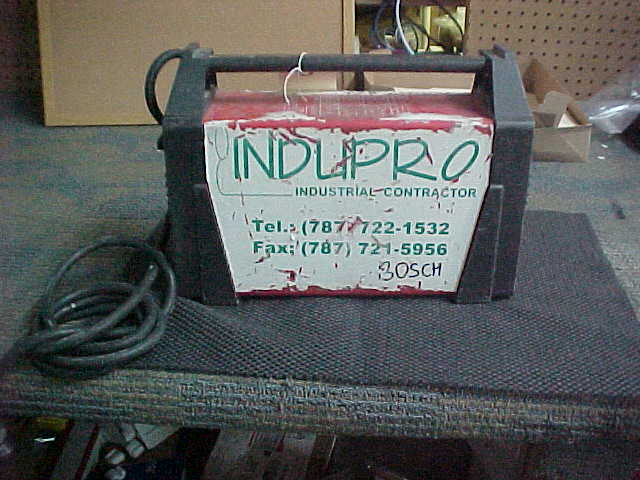 INDUPRO
INDUSTRIAL CONTRACTOR
Tel.: (787) 722-1532
Fax: (787) 721-5956
BOSCH